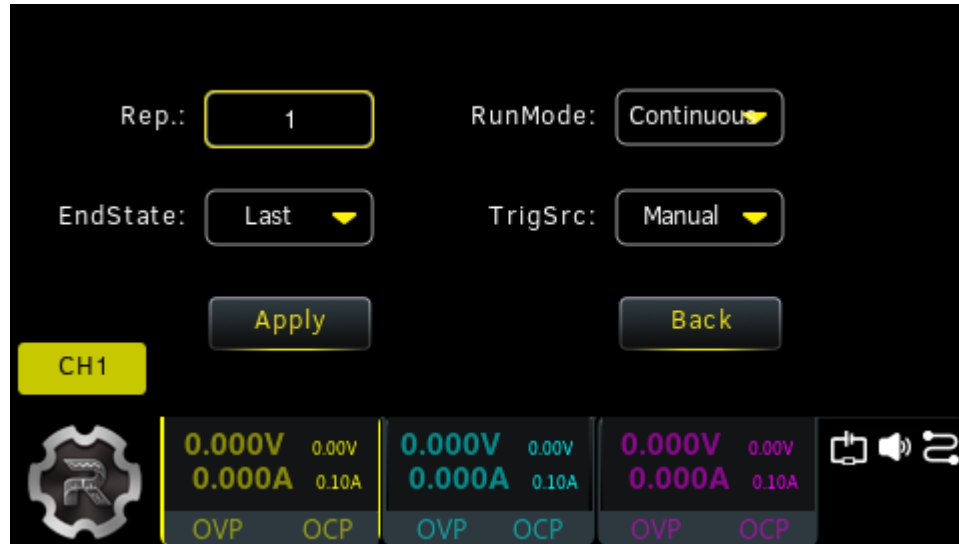 Rep.: 1 RunMode: Continuous
EndState: Last TrigSrc: Manual
Apply Back
CH1
0.000V 0.00V 0.000V 0.00V 0.000V 0.00V
0.000A 0.10A 0.000A 0.10A 0.000A 0.10A
OVP OCP OVP OCP OVP OCP